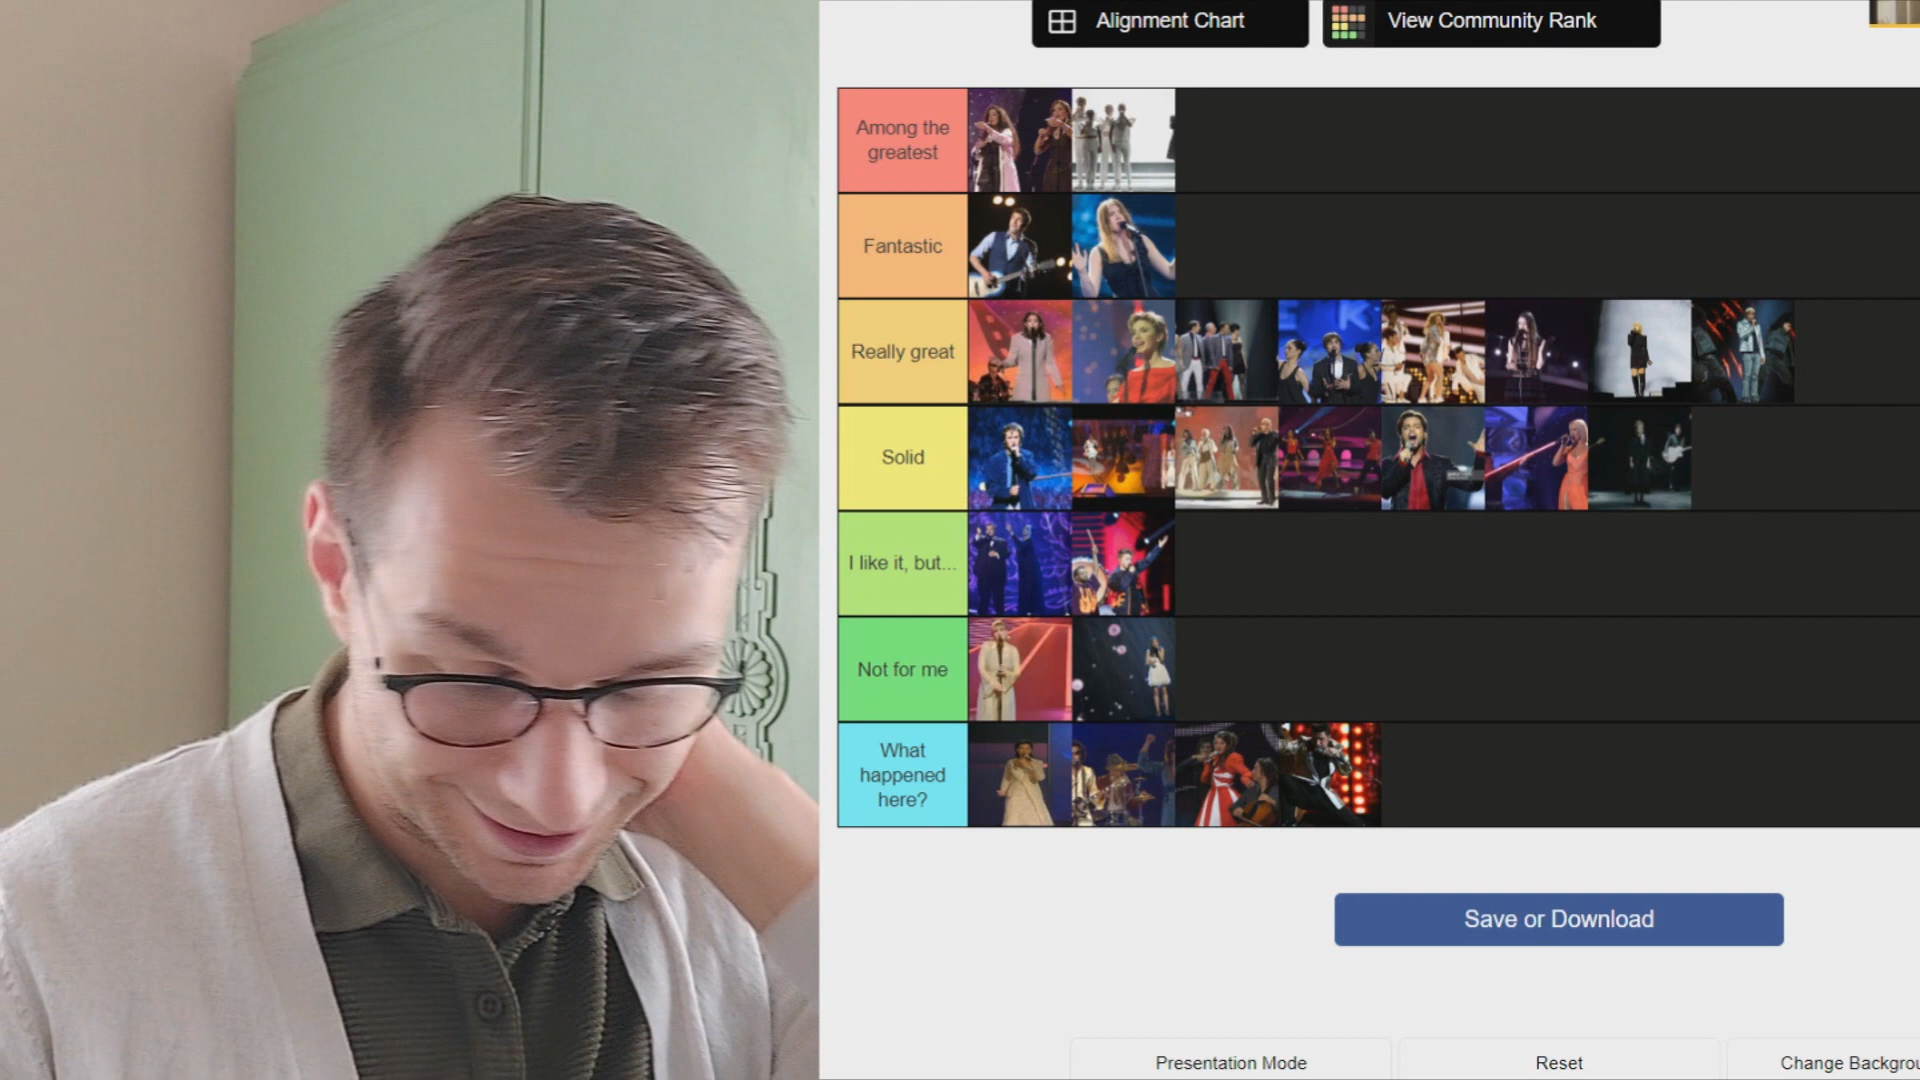 Alignment Chart
View Community Rank
Among the
greatest
Fantastic
Really great
Solid
I like it, but...
Not for me
What
happened
here?
Save or Download
Presentation Mode
Reset
Change Backgrou